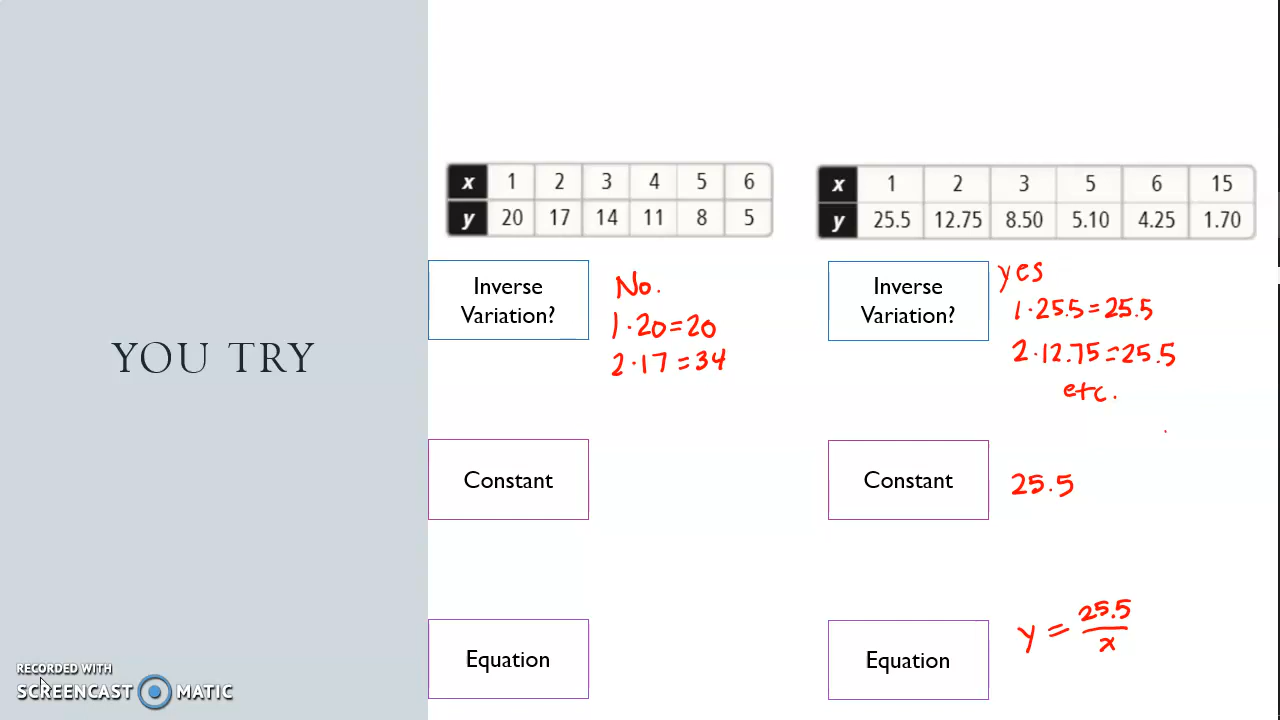 x 1 2 3 4 5 6
y 20 17 14 11 8 5
x 1 2 3 5 6 15
y 25.5 12.75 8.50 5.10 4.25 1.70
YOU TRY
Inverse
Variation?
No.
1·20=20
2·17=34
Constant
Equation
Inverse
Variation?
yes
1·25.5=25.5
2·12.75=25.5
etc.
Constant
25.5
Equation
y = 25.5/x
RECORDED WITH
SCREENCAST MATIC